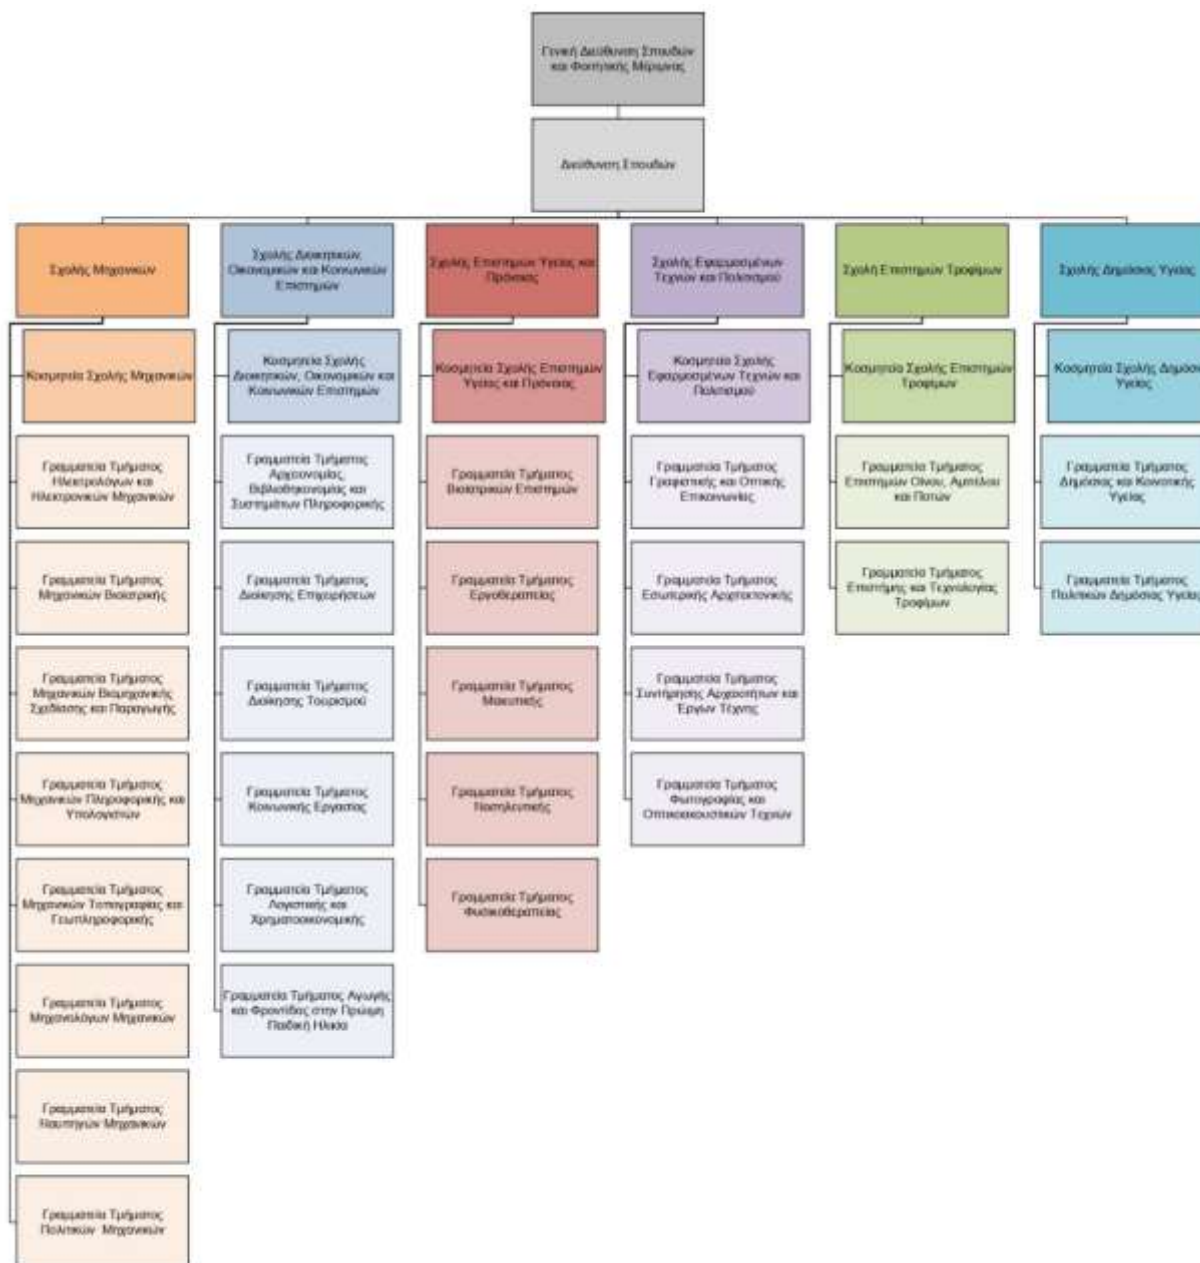 Γενική Διεύθυνση Σπουδών
και Φοιτητικής Μέριμνας
Διεύθυνση Σπουδών
Σχολής Μηχανικών
Σχολής Διοικητικών,
Οικονομικών και Κοινωνικών
Επιστημών
Σχολής Επιστημών Υγείας και
Πρόνοιας
Σχολής Εφαρμοσμένων
Τεχνών και Πολιτισμού
Σχολή Επιστημών Τροφίμων
Σχολής Δημόσιας Υγείας
Κοσμητεία Σχολής Μηχανικών
Κοσμητεία Σχολής
Διοικητικών, Οικονομικών και
Κοινωνικών Επιστημών
Κοσμητεία Σχολής Επιστημών
Υγείας και Πρόνοιας
Κοσμητεία Σχολής
Εφαρμοσμένων Τεχνών και
Πολιτισμού
Κοσμητεία Σχολής Επιστημών
Τροφίμων
Κοσμητεία Σχολής Δημόσιας
Υγείας
Γραμματεία Τμήματος
Ηλεκτρολόγων και
Ηλεκτρονικών Μηχανικών
Γραμματεία Τμήματος
Αρχειονομίας,
Βιβλιοθηκονομίας και
Συστημάτων Πληροφορικής
Γραμματεία Τμήματος
Βιοϊατρικών Επιστημών
Γραμματεία Τμήματος
Γραφιστικής και Οπτικής
Επικοινωνίας
Γραμματεία Τμήματος
Επιστημών Οίνου, Αμπέλου
και Ποτών
Γραμματεία Τμήματος
Δημόσιας και Κοινοτικής
Υγείας
Γραμματεία Τμήματος
Μηχανικών Βιοϊατρικής
Γραμματεία Τμήματος
Διοίκησης Επιχειρήσεων
Γραμματεία Τμήματος
Εργοθεραπείας
Γραμματεία Τμήματος
Εσωτερικής Αρχιτεκτονικής
Γραμματεία Τμήματος
Επιστήμης και Τεχνολογίας
Τροφίμων
Γραμματεία Τμήματος
Πολιτικών Δημόσιας Υγείας
Γραμματεία Τμήματος
Μηχανικών Βιομηχανικής
Σχεδίασης και Παραγωγής
Γραμματεία Τμήματος
Διοίκησης Τουρισμού
Γραμματεία Τμήματος
Μαιευτικής
Γραμματεία Τμήματος
Συντήρησης Αρχαιοτήτων και
Έργων Τέχνης
Γραμματεία Τμήματος
Μηχανικών Πληροφορικής και
Υπολογιστών
Γραμματεία Τμήματος
Κοινωνικής Εργασίας
Γραμματεία Τμήματος
Νοσηλευτικής
Γραμματεία Τμήματος
Φωτογραφίας και
Οπτικοακουστικών Τεχνών
Γραμματεία Τμήματος
Μηχανικών Τοπογραφίας και
Γεωπληροφορικής
Γραμματεία Τμήματος
Λογιστικής και
Χρηματοοικονομικής
Γραμματεία Τμήματος
Φυσικοθεραπείας
Γραμματεία Τμήματος
Μηχανολόγων Μηχανικών
Γραμματεία Τμήματος Αγωγής
και Φροντίδας στην Πρώιμη
Παιδική Ηλικία
Γραμματεία Τμήματος
Ναυπηγών Μηχανικών
Γραμματεία Τμήματος
Πολιτικών Μηχανικών